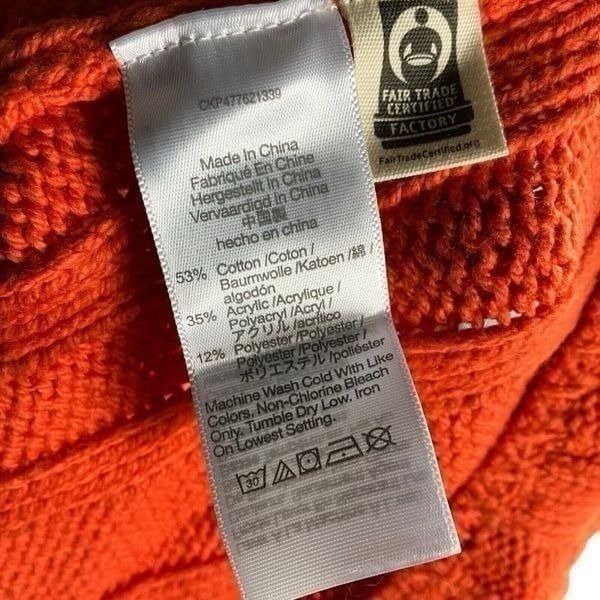 CKP477621339
Made In China
Fabriqué En Chine
Hergestellt In China
Vervaardigd in China
中国製
hecho en china
53% Cotton /Coton /
Baumwolle /Katoen /綿 /
algodón
35% Acrylic /Acrylique /
Polyacryl /Acryl /
アクリル /acrílico
12% Polyester /Polyester /
Polyester /Polyester /
ポリエステル /poliéster
Machine Wash Cold With Like
Colors. Non-Chlorine Bleach
Only. Tumble Dry Low. Iron
On Lowest Setting.
30
FAIR TRADE
CERTIFIED
FACTORY
FairTradeCertified.org